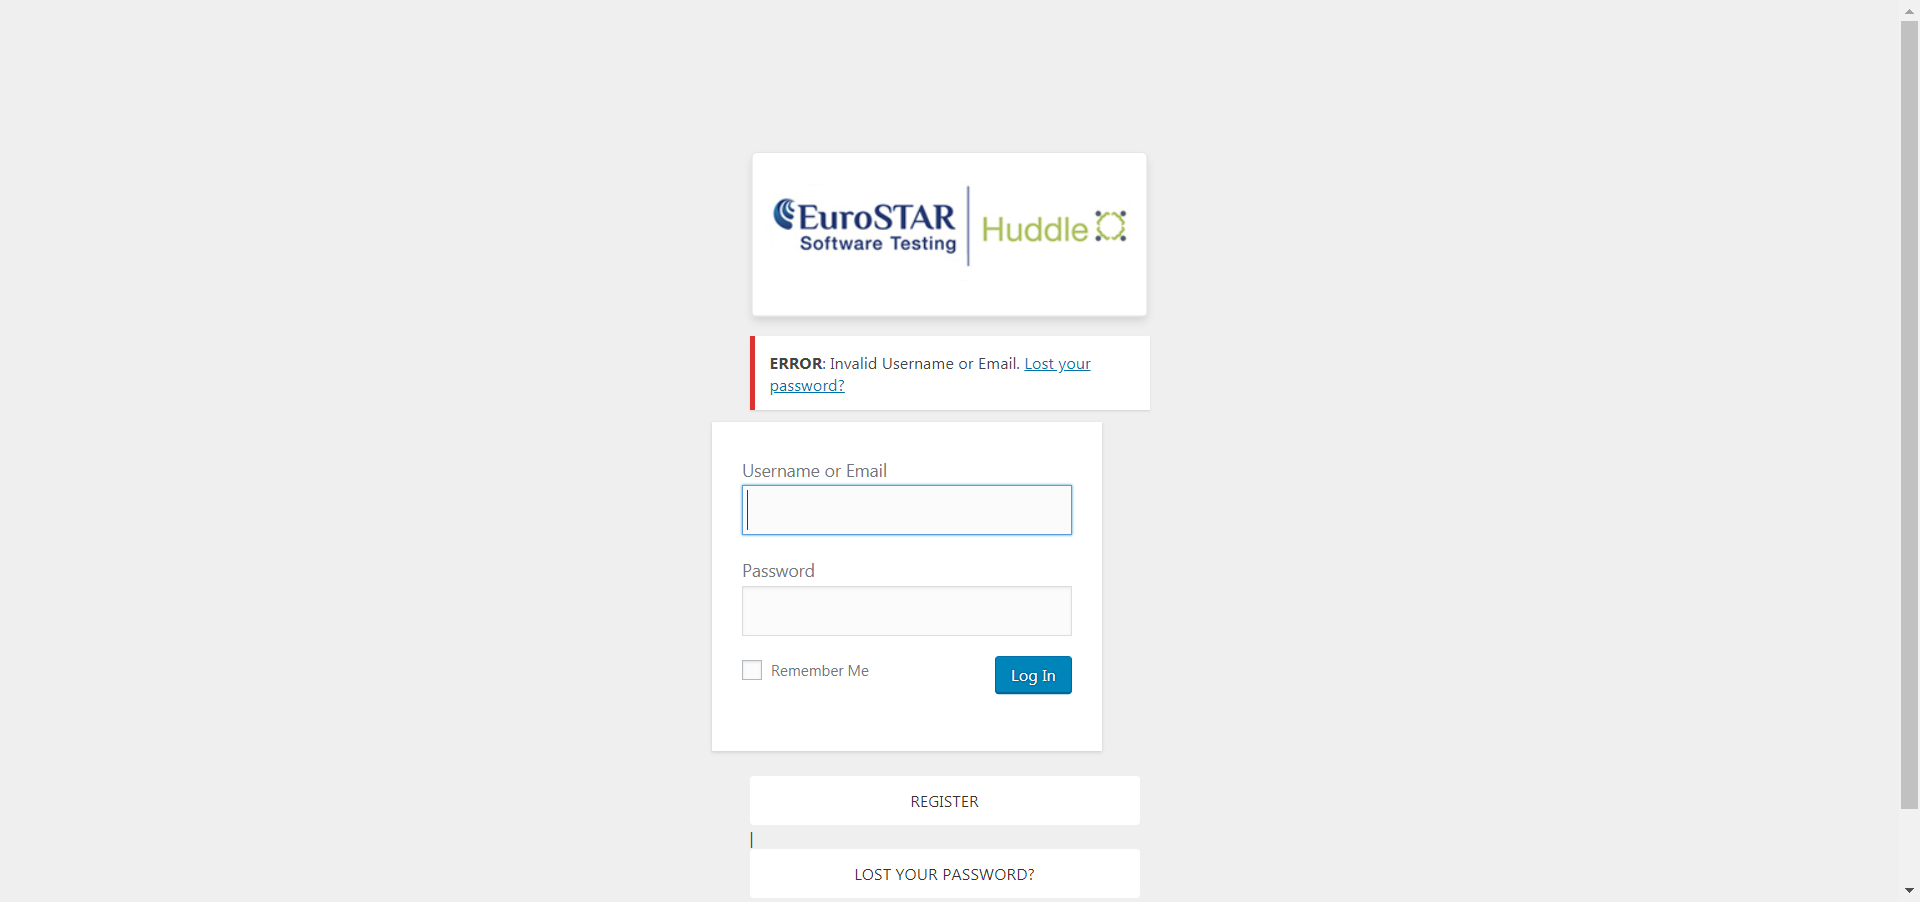 EuroSTAR
Software Testing
Huddle
ERROR: Invalid Username or Email. Lost your
password?
Username or Email
Password
Remember Me
Log In
REGISTER
|
LOST YOUR PASSWORD?